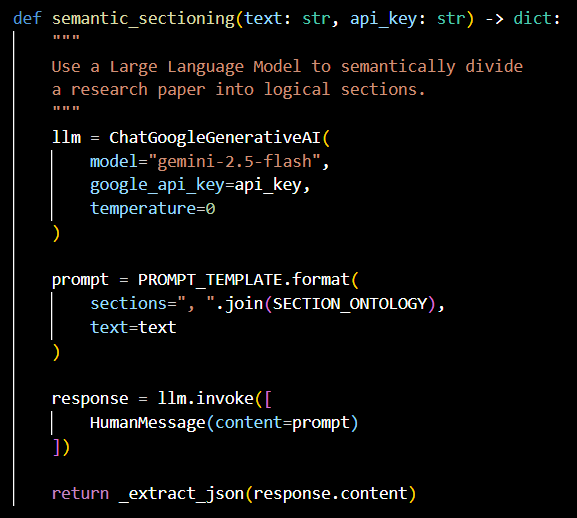 def semantic_sectioning(text: str, api_key: str) -> dict:
    """
    Use a Large Language Model to semantically divide
    a research paper into logical sections.
    """
    llm = ChatGoogleGenerativeAI(
        model="gemini-2.5-flash",
        google_api_key=api_key,
        temperature=0
    )
    prompt = PROMPT_TEMPLATE.format(
        sections=", ".join(SECTION_ONTOLOGY),
        text=text
    )
    response = llm.invoke([
        HumanMessage(content=prompt)
    ])
    return _extract_json(response.content)